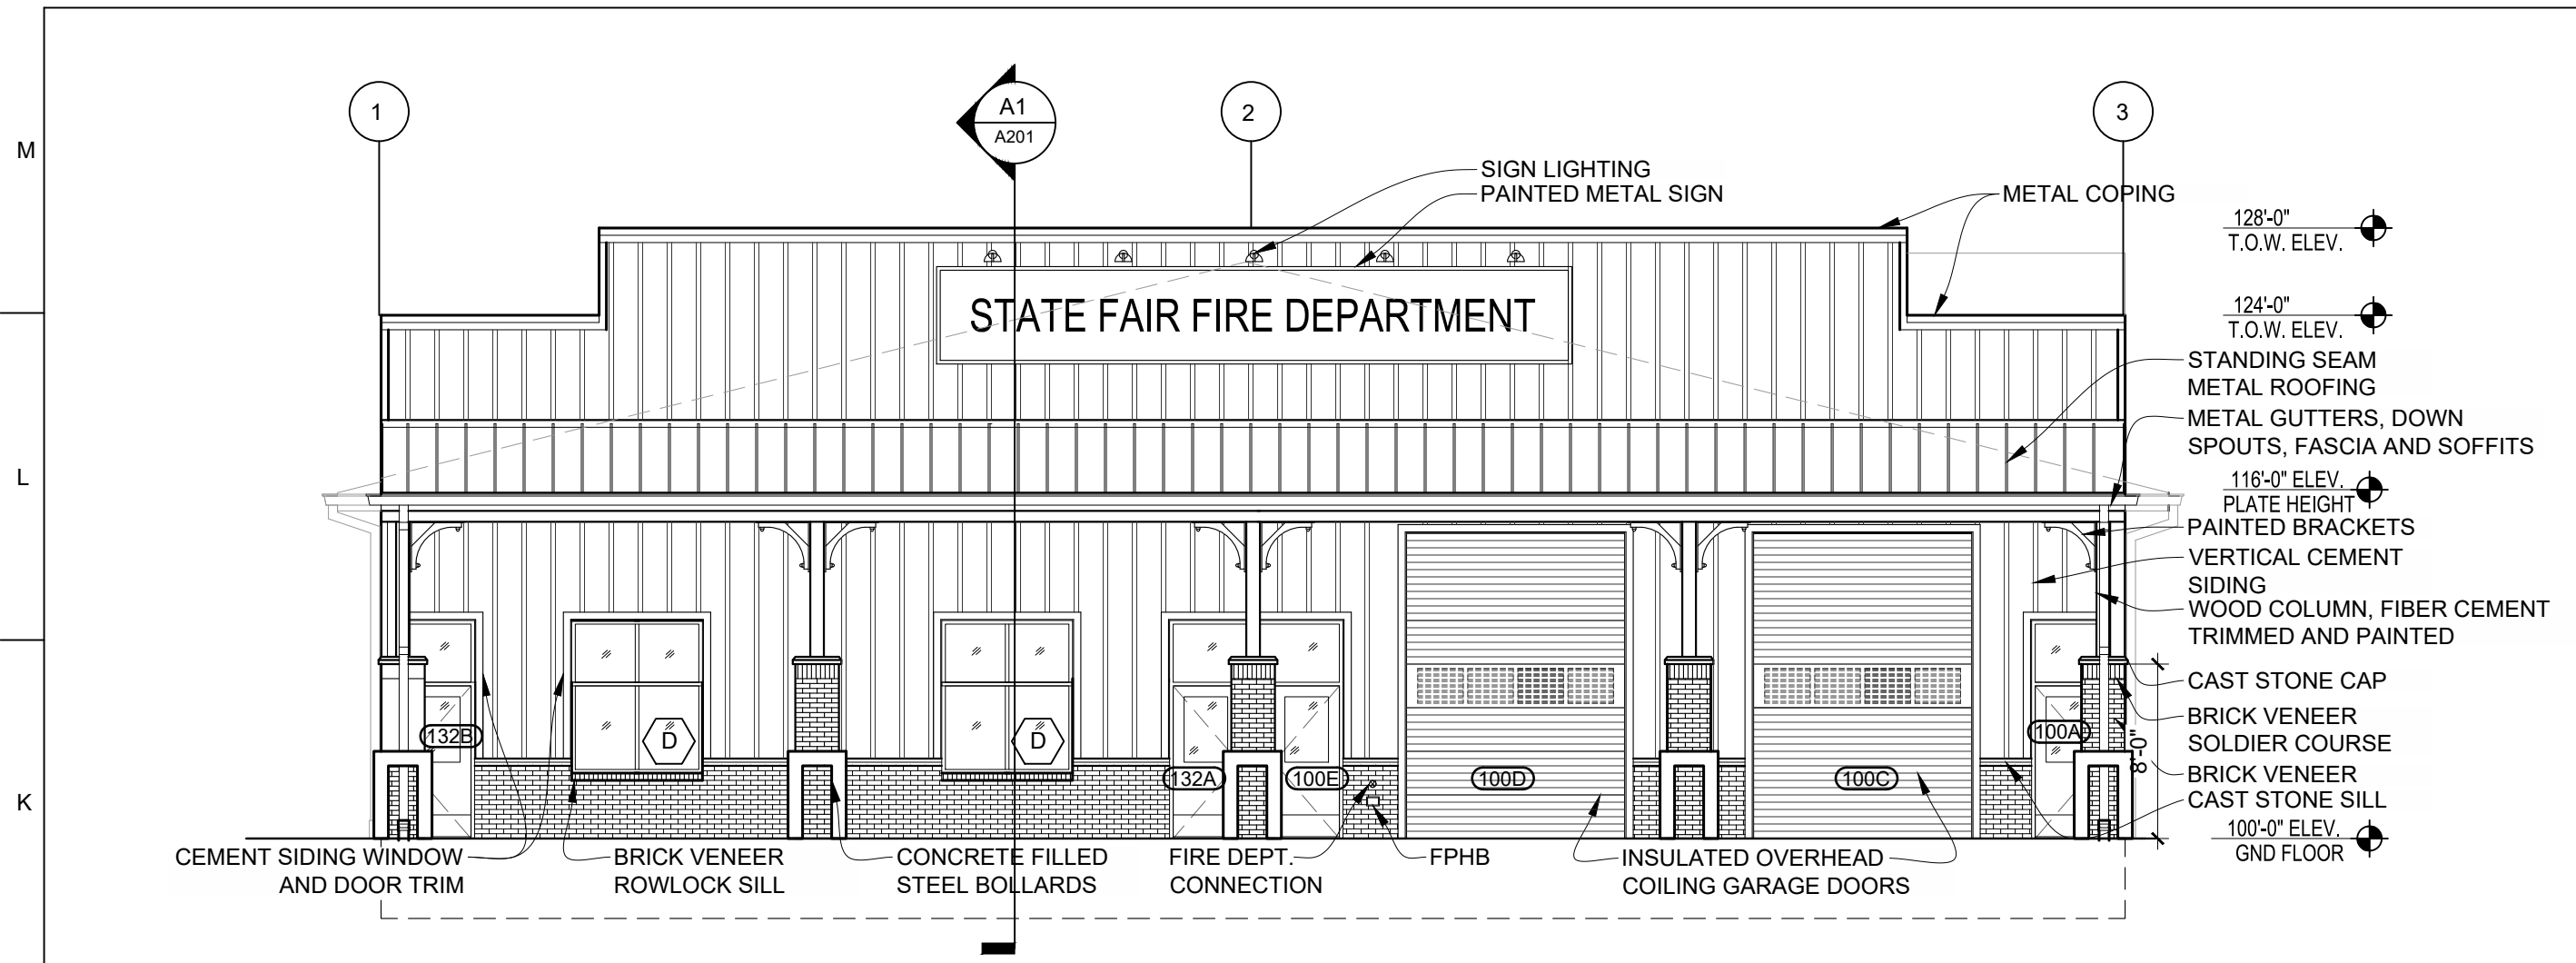 M
L
K
1
A1
A201
2
3
SIGN LIGHTING
PAINTED METAL SIGN
METAL COPING
128'-0"
T.O.W. ELEV.
STATE FAIR FIRE DEPARTMENT
124'-0"
T.O.W. ELEV.
STANDING SEAM
METAL ROOFING
METAL GUTTERS, DOWN
SPOUTS, FASCIA AND SOFFITS
116'-0" ELEV.
PLATE HEIGHT
PAINTED BRACKETS
VERTICAL CEMENT
SIDING
WOOD COLUMN, FIBER CEMENT
TRIMMED AND PAINTED
CAST STONE CAP
BRICK VENEER
SOLDIER COURSE
BRICK VENEER
CAST STONE SILL
8'-0"
100'-0" ELEV.
GND FLOOR
132B
D
D
132A
100E
100D
100C
100A
CEMENT SIDING WINDOW
AND DOOR TRIM
BRICK VENEER
ROWLOCK SILL
CONCRETE FILLED
STEEL BOLLARDS
FIRE DEPT.
CONNECTION
FPHB
INSULATED OVERHEAD
COILING GARAGE DOORS